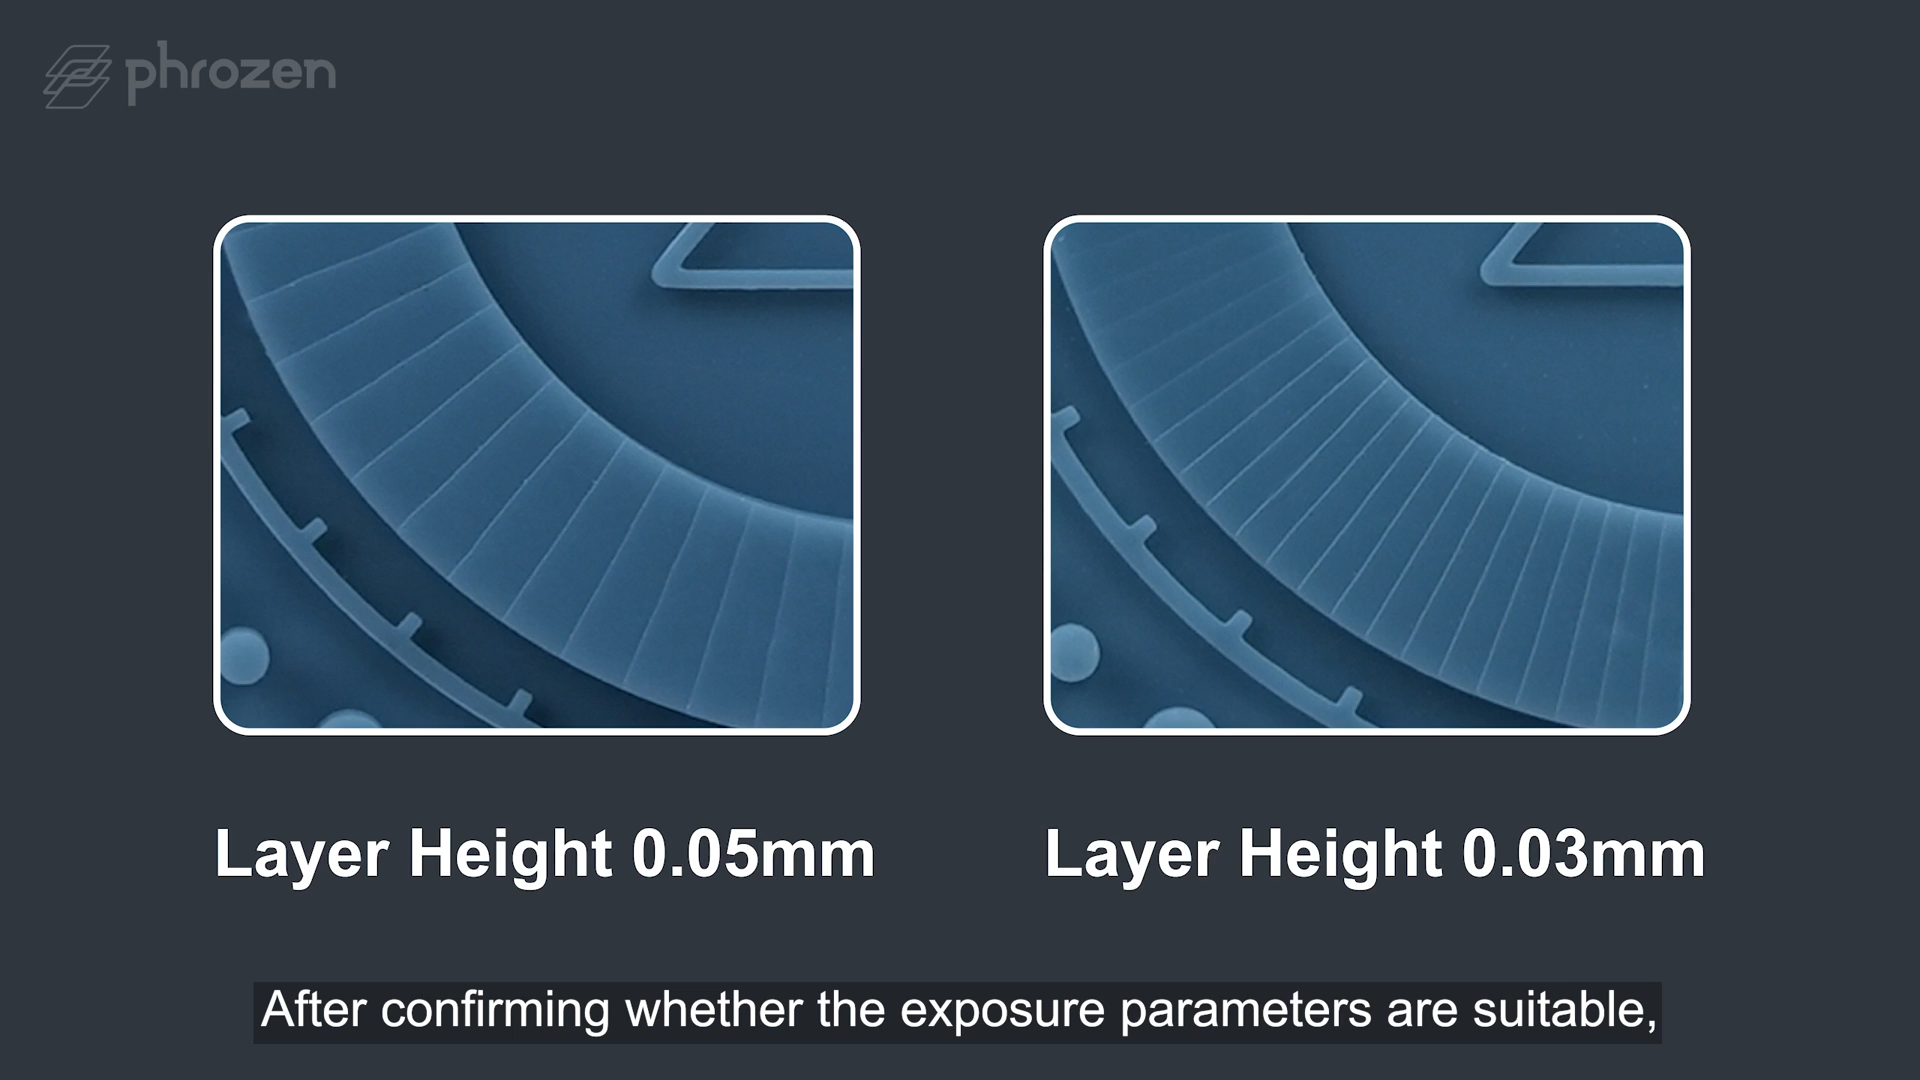 phrozen
Layer Height 0.05mm
Layer Height 0.03mm
After confirming whether the exposure parameters are suitable,